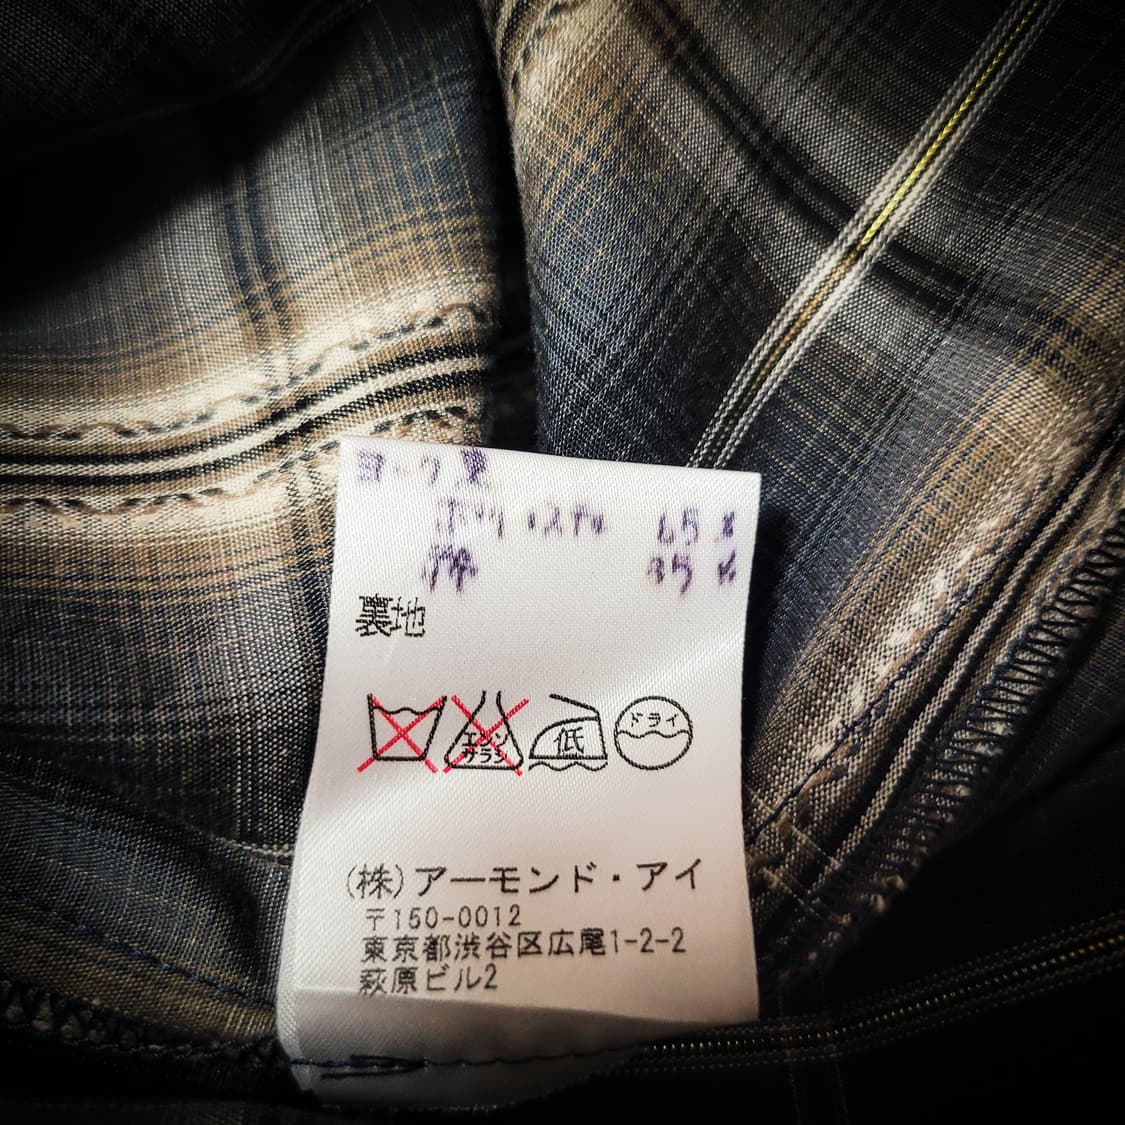 ヨーク裏
ポリエステル 65%
綿 35%
裏地
エンソ
サラシ
低
ドライ
(株)アーモンド・アイ
〒150-0012
東京都渋谷区広尾1-2-2
萩原ビル2